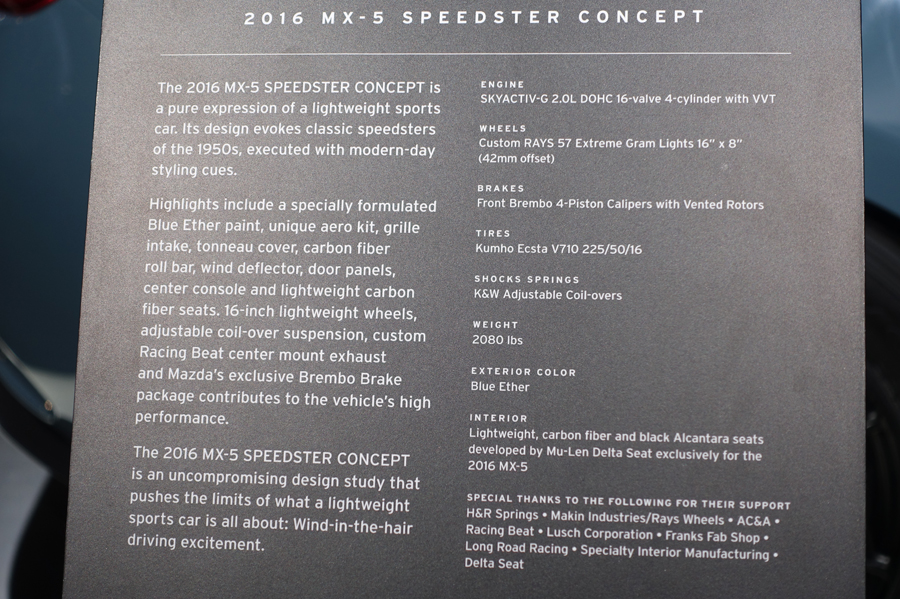 2016 MX-5 SPEEDSTER CONCEPT
The 2016 MX-5 SPEEDSTER CONCEPT is
a pure expression of a lightweight sports
car. Its design evokes classic speedsters
of the 1950s, executed with modern-day
styling cues.
Highlights include a specially formulated
Blue Ether paint, unique aero kit, grille
intake, tonneau cover, carbon fiber
roll bar, wind deflector, door panels,
center console and lightweight carbon
fiber seats. 16-inch lightweight wheels,
adjustable coil-over suspension, custom
Racing Beat center mount exhaust
and Mazda's exclusive Brembo Brake
package contributes to the vehicle's high
performance.
The 2016 MX-5 SPEEDSTER CONCEPT
is an uncompromising design study that
pushes the limits of what a lightweight
sports car is all about: Wind-in-the-hair
driving excitement.
ENGINE
SKYACTIV-G 2.0L DOHC 16-valve 4-cylinder with VVT
WHEELS
Custom RAYS 57 Extreme Gram Lights 16” x 8”
(42mm offset)
BRAKES
Front Brembo 4-Piston Calipers with Vented Rotors
TIRES
Kumho Ecsta V710 225/50/16
SHOCKS SPRINGS
K&W Adjustable Coil-overs
WEIGHT
2080 lbs
EXTERIOR COLOR
Blue Ether
INTERIOR
Lightweight, carbon fiber and black Alcantara seats
developed by Mu-Len Delta Seat exclusively for the
2016 MX-5
SPECIAL THANKS TO THE FOLLOWING FOR THEIR SUPPORT
H&R Springs • Makin Industries/Rays Wheels • AC&A •
Racing Beat • Lusch Corporation • Franks Fab Shop •
Long Road Racing • Specialty Interior Manufacturing •
Delta Seat